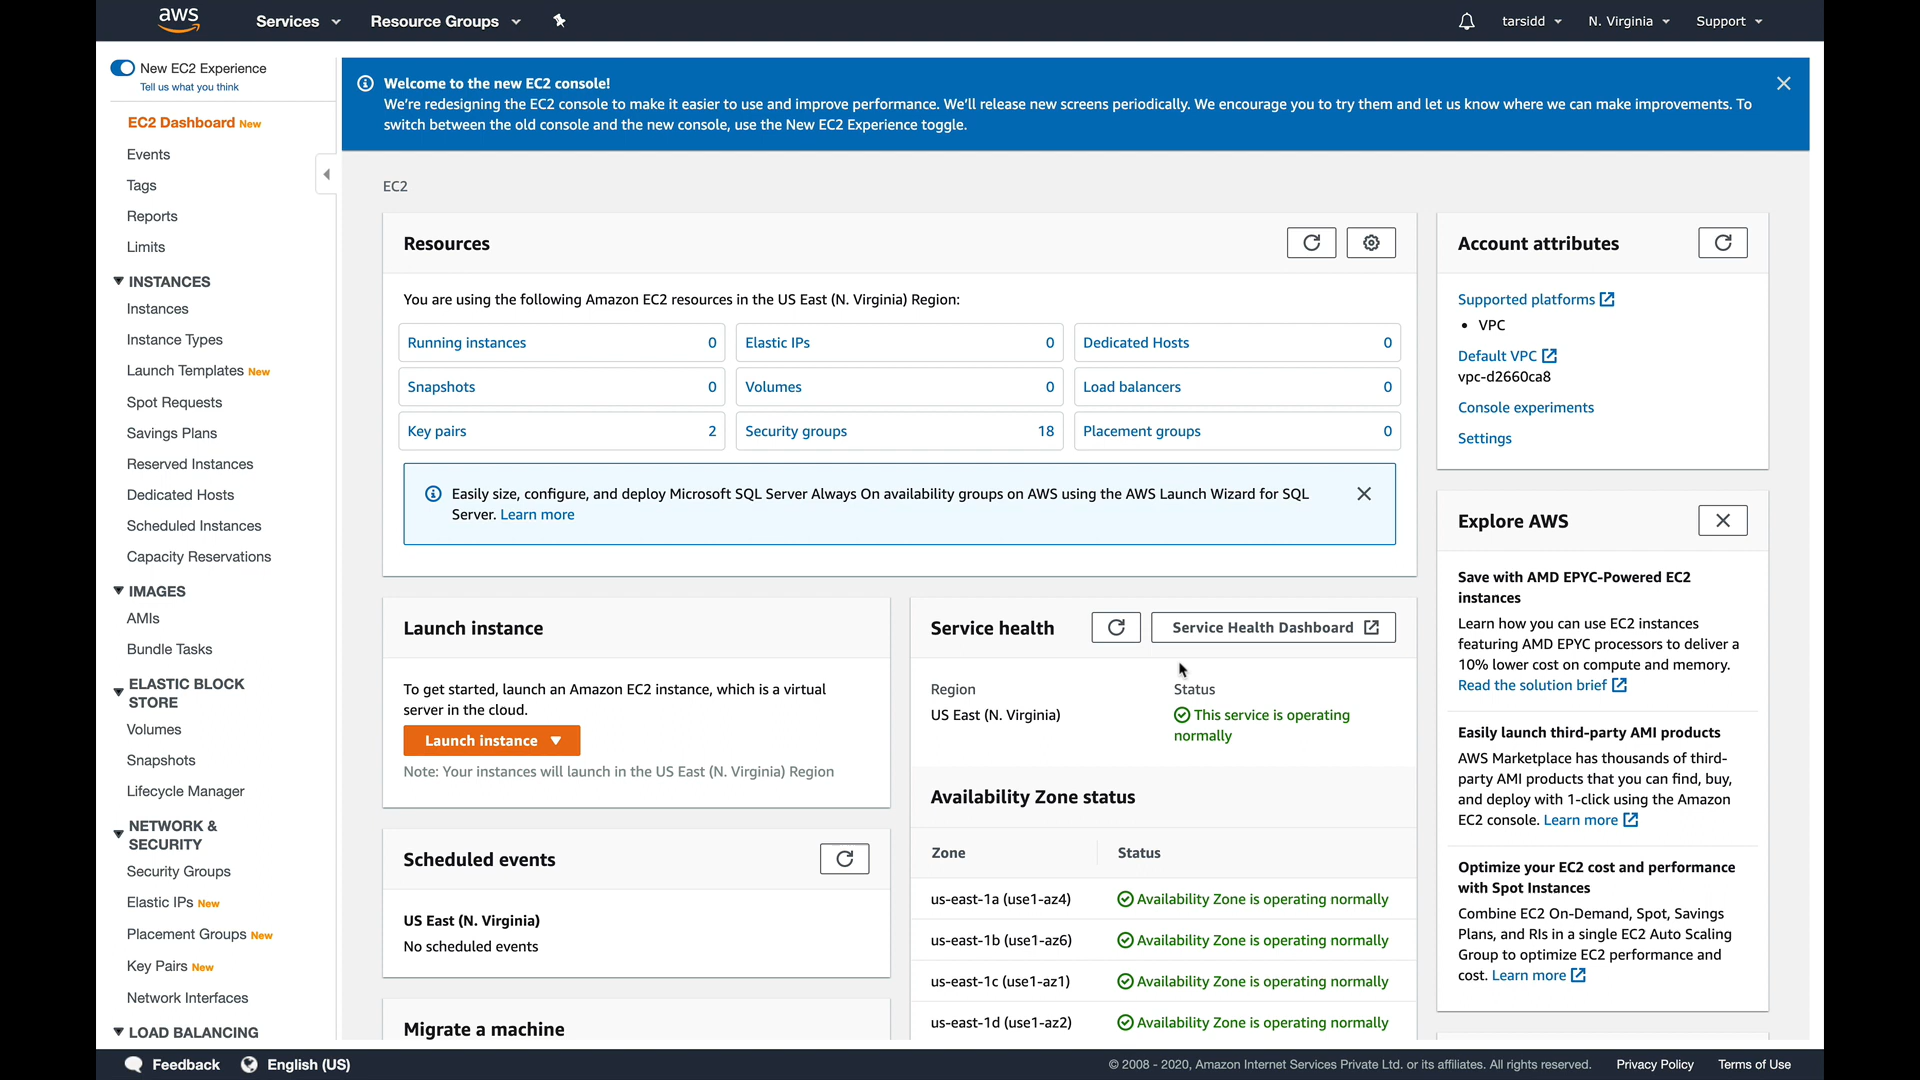 aws
Services
Resource Groups
tarsidd
N. Virginia
Support
New EC2 Experience
Tell us what you think
EC2 Dashboard New
Events
Tags
Reports
Limits
INSTANCES
Instances
Instance Types
Launch Templates New
Spot Requests
Savings Plans
Reserved Instances
Dedicated Hosts
Scheduled Instances
Capacity Reservations
IMAGES
AMIs
Bundle Tasks
ELASTIC BLOCK
STORE
Volumes
Snapshots
Lifecycle Manager
NETWORK &
SECURITY
Security Groups
Elastic IPs New
Placement Groups New
Key Pairs New
Network Interfaces
LOAD BALANCING
Welcome to the new EC2 console!
We're redesigning the EC2 console to make it easier to use and improve performance. We'll release new screens periodically. We encourage you to try them and let us know where we can make improvements. To
switch between the old console and the new console, use the New EC2 Experience toggle.
EC2
Resources
You are using the following Amazon EC2 resources in the US East (N. Virginia) Region:
Running instances 0
Elastic IPs 0
Dedicated Hosts 0
Snapshots 0
Volumes 0
Load balancers 0
Key pairs 2
Security groups 18
Placement groups 0
Easily size, configure, and deploy Microsoft SQL Server Always On availability groups on AWS using the AWS Launch Wizard for SQL
Server. Learn more
Launch instance
To get started, launch an Amazon EC2 instance, which is a virtual
server in the cloud.
Launch instance
Note: Your instances will launch in the US East (N. Virginia) Region
Scheduled events
US East (N. Virginia)
No scheduled events
Migrate a machine
Service health
Service Health Dashboard
Region
Status
US East (N. Virginia)
This service is operating
normally
Availability Zone status
Zone
Status
us-east-1a (use1-az4) Availability Zone is operating normally
us-east-1b (use1-az6) Availability Zone is operating normally
us-east-1c (use1-az1) Availability Zone is operating normally
us-east-1d (use1-az2) Availability Zone is operating normally
Account attributes
Supported platforms
• VPC
Default VPC
vpc-d2660ca8
Console experiments
Settings
Explore AWS
Save with AMD EPYC-Powered EC2
instances
Learn how you can use EC2 instances
featuring AMD EPYC processors to deliver a
10% lower cost on compute and memory.
Read the solution brief
Easily launch third-party AMI products
AWS Marketplace has thousands of third-
party AMI products that you can find, buy,
and deploy with 1-click using the Amazon
EC2 console. Learn more
Optimize your EC2 cost and performance
with Spot Instances
Combine EC2 On-Demand, Spot, Savings
Plans, and RIs in a single EC2 Auto Scaling
Group to optimize EC2 performance and
cost. Learn more
Feedback
English (US)
© 2008 - 2020, Amazon Internet Services Private Ltd. or its affiliates. All rights reserved.
Privacy Policy
Terms of Use